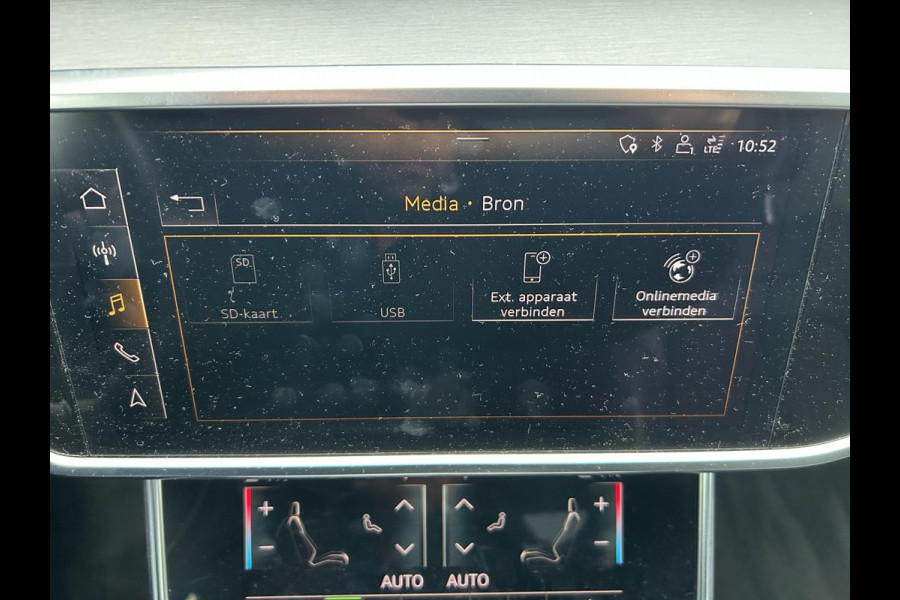 LTE 10:52
Media • Bron
SD
SD-kaart
USB
Ext. apparaat
verbinden
Onlinemedia
verbinden
AUTO AUTO